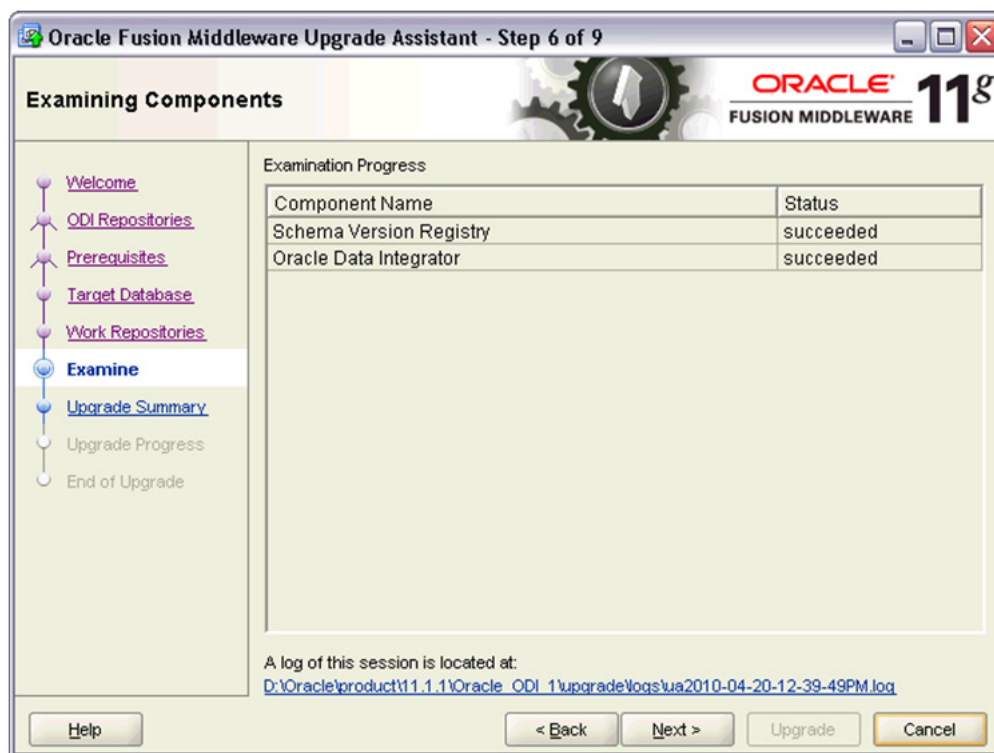 Oracle Fusion Middleware Upgrade Assistant - Step 6 of 9
Examining Components
ORACLE
FUSION MIDDLEWARE 11g
Welcome
ODI Repositories
Prerequisites
Target Database
Work Repositories
Examine
Upgrade Summary
Upgrade Progress
End of Upgrade
Examination Progress
Component Name Status
Schema Version Registry succeeded
Oracle Data Integrator succeeded
A log of this session is located at:
D:\Oracle\product\11.1.1\Oracle_ODI_1\upgrade\logs\ua2010-04-20-12-39-49PM.log
Help < Back Next > Upgrade Cancel